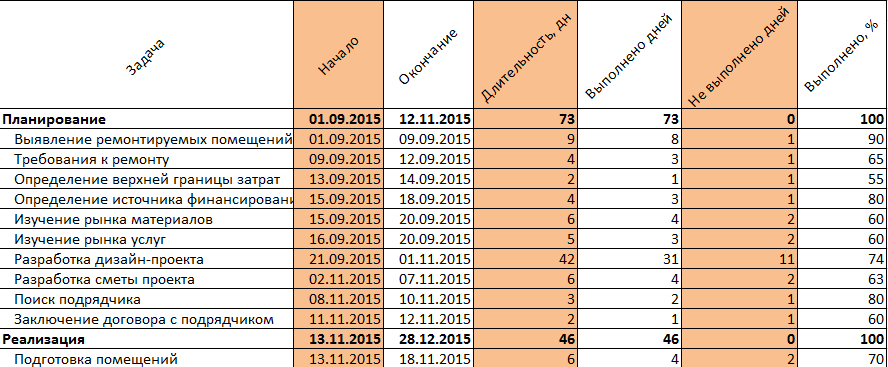 Задача Начало Окончание Длительность, дн Выполнено дней Не выполнено дней Выполнено, %
Планирование 01.09.2015 12.11.2015 73 73 0 100
Выявление ремонтируемых помещений 01.09.2015 09.09.2015 9 8 1 90
Требования к ремонту 09.09.2015 12.09.2015 4 3 1 65
Определение верхней границы затрат 13.09.2015 14.09.2015 2 1 1 55
Определение источника финансировани 15.09.2015 18.09.2015 4 3 1 80
Изучение рынка материалов 15.09.2015 20.09.2015 6 4 2 60
Изучение рынка услуг 16.09.2015 20.09.2015 5 3 2 60
Разработка дизайн-проекта 21.09.2015 01.11.2015 42 31 11 74
Разработка сметы проекта 02.11.2015 07.11.2015 6 4 2 63
Поиск подрядчика 08.11.2015 10.11.2015 3 2 1 80
Заключение договора с подрядчиком 11.11.2015 12.11.2015 2 1 1 60
Реализация 13.11.2015 28.12.2015 46 46 0 100
Подготовка помещений 13.11.2015 18.11.2015 6 4 2 70